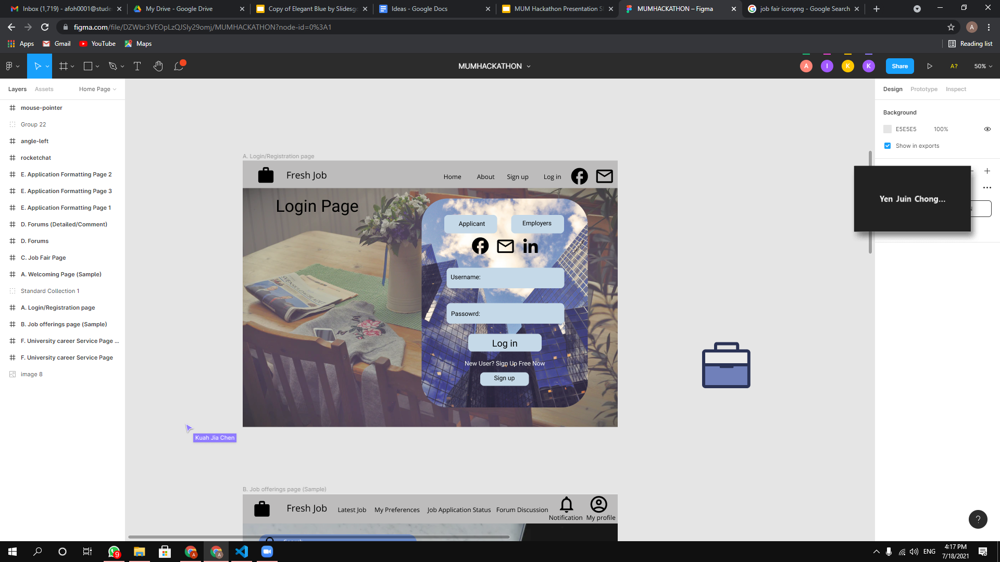 Inbox (1,719) - afoh0001@stude
My Drive - Google Drive
Copy of Elegant Blue by Slidesgo
Ideas - Google Docs
MUM Hackathon Presentation Sl
MUMHACKATHON – Figma
job fair iconpng - Google Search
figma.com/file/DZWbr3VEOpLzQJSly29omj/MUMHACKATHON?node-id=0%3A1
A
Apps
Gmail
YouTube
Maps
Reading list
MUMHACKATHON
A
I
K
K
Share
A?
50%
Layers
Assets
Home Page
Design
Prototype
Inspect
mouse-pointer
Group 22
angle-left
rocketchat
E. Application Formatting Page 2
E. Application Formatting Page 3
E. Application Formatting Page 1
D. Forums (Detailed/Comment)
D. Forums
C. Job Fair Page
A. Welcoming Page (Sample)
Standard Collection 1
A. Login/Registration page
B. Job offerings page (Sample)
F. University career Service Page ...
F. University career Service Page
image 8
Background
E5E5E5
100%
Show in exports
Yen Juin Chong...
A. Login/Registration page
Fresh Job
Home
About
Sign up
Log in
Login Page
Applicant
Employers
in
Username:
Passowrd:
Log in
New User? Sign Up Free Now
Sign up
SVENSKA DAGBLADET
Kuah Jia Chen
B. Job offerings page (Sample)
Fresh Job
Latest Job
My Preferences
Job Application Status
Forum Discussion
Notification
My profile
?
9
ENG
4:17 PM
7/18/2021